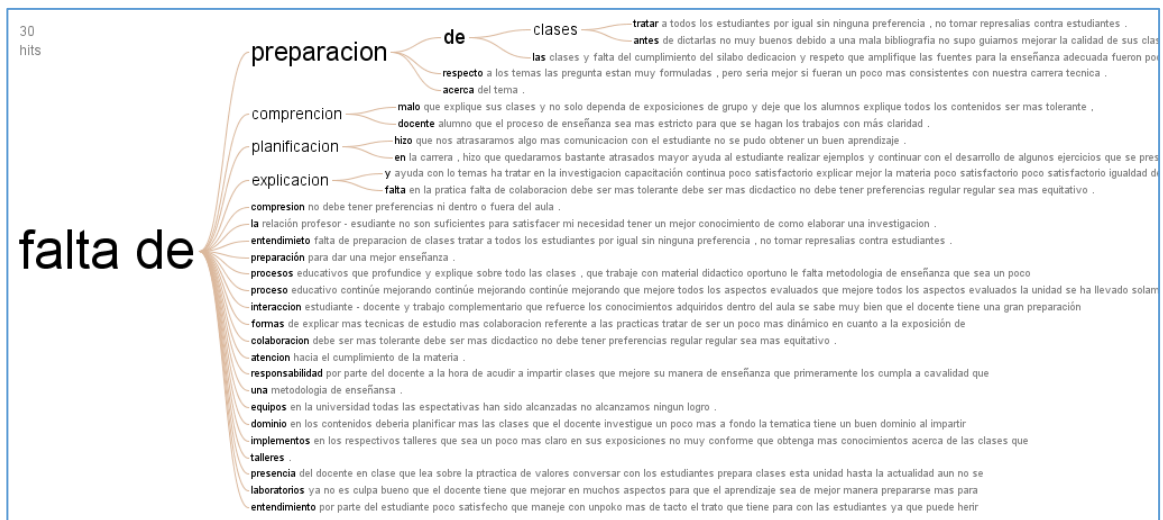 30
hits
falta de
preparacion
de
clases
tratar a todos los estudiantes por igual sin ninguna preferencia , no tomar represalias contra estudiantes .
antes de dictarlas no muy buenos debido a una mala bibliografia no supo guiarnos mejorar la calidad de sus clas
las clases y falta del cumplimiento del silabo dedicacion y respeto que amplifique las fuentes para la enseñanza adecuada fueron poc
respecto a los temas las pregunta estan muy formuladas , pero seria mejor si fueran un poco mas consistentes con nuestra carrera tecnica .
acerca del tema .
comprencion
malo que explique sus clases y no solo dependa de exposiciones de grupo y deje que los alumnos explique todos los contenidos ser mas tolerante ,
docente alumno que el proceso de enseñanza sea mas estricto para que se hagan los trabajos con más claridad .
planificacion
hizo que nos atrasaramos algo mas comunicacion con el estudiante no se pudo obtener un buen aprendizaje .
en la carrera , hizo que quedaramos bastante atrasados mayor ayuda al estudiante realizar ejemplos y continuar con el desarrollo de algunos ejercicios que se pres
explicacion
y ayuda con lo temas ha tratar en la investigacion capacitación continua poco satisfactorio explicar mejor la materia poco satisfactorio poco satisfactorio igualdad de
falta en la pratica falta de colaboracion debe ser mas tolerante debe ser mas dicdactico no debe tener preferencias regular regular sea mas equitativo .
compresion no debe tener preferencias ni dentro o fuera del aula .
la relación profesor - esudiante no son suficientes para satisfacer mi necesidad tener un mejor conocimiento de como elaborar una investigacion .
entendimieto falta de preparacion de clases tratar a todos los estudiantes por igual sin ninguna preferencia , no tomar represalias contra estudiantes .
preparación para dar una mejor enseñanza .
procesos educativos que profundice y explique sobre todo las clases , que trabaje con material didactico oportuno le falta metodologia de enseñanza que sea un poco
proceso educativo continúe mejorando continúe mejorando continúe mejorando que mejore todos los aspectos evaluados que mejore todos los aspectos evaluados la unidad se ha llevado solam
interaccion estudiante - docente y trabajo complementario que refuerce los conocimientos adquiridos dentro del aula se sabe muy bien que el docente tiene una gran preparación
formas de explicar mas tecnicas de estudio mas colaboracion referente a las practicas tratar de ser un poco mas dinámico en cuanto a la exposición de
colaboracion debe ser mas tolerante debe ser mas dicdactico no debe tener preferencias regular regular sea mas equitativo .
atencion hacia el cumplimiento de la materia .
responsabilidad por parte del docente a la hora de acudir a impartir clases que mejore su manera de enseñanza que primeramente los cumpla a cavalidad que
una metodologia de enseñansa .
equipos en la universidad todas las espectativas han sido alcanzadas no alcanzamos ningun logro .
dominio en los contenidos deberia planificar mas las clases que el docente investigue un poco mas a fondo la tematica tiene un buen dominio al impartir
implementos en los respectivos talleres que sea un poco mas claro en sus exposiciones no muy conforme que obtenga mas conocimientos acerca de las clases que
talleres .
presencia del docente en clase que lea sobre la ptractica de valores conversar con los estudiantes prepara clases esta unidad hasta la actualidad aun no se
laboratorios ya no es culpa bueno que el docente tiene que mejorar en muchos aspectos para que el aprendizaje sea de mejor manera prepararse mas para
entendimiento por parte del estudiante poco satisfecho que maneje con unpoko mas de tacto el trato que tiene para con las estudiantes ya que puede herir